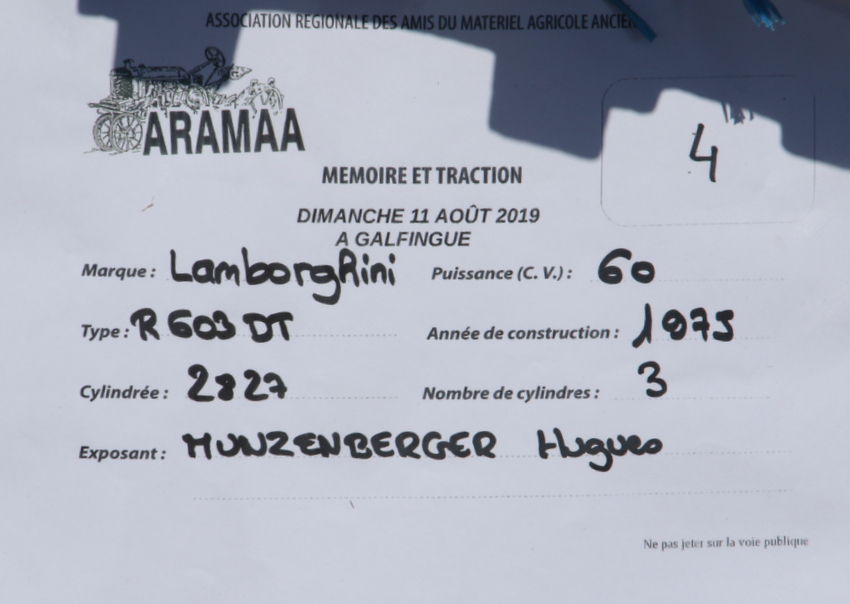 ASSOCIATION REGIONALE DES AMIS DU MATERIEL AGRICOLE ANCIEN
ARAMAA
4
MEMOIRE ET TRACTION
DIMANCHE 11 AOÛT 2019
A GALFINGUE
Marque : Lamborghini Puissance (C. V.) : 60
Type : R 603 DT Année de construction : 1975
Cylindrée : 2827 Nombre de cylindres : 3
Exposant : MUNZENBERGER Hugues
Ne pas jeter sur la voie publique